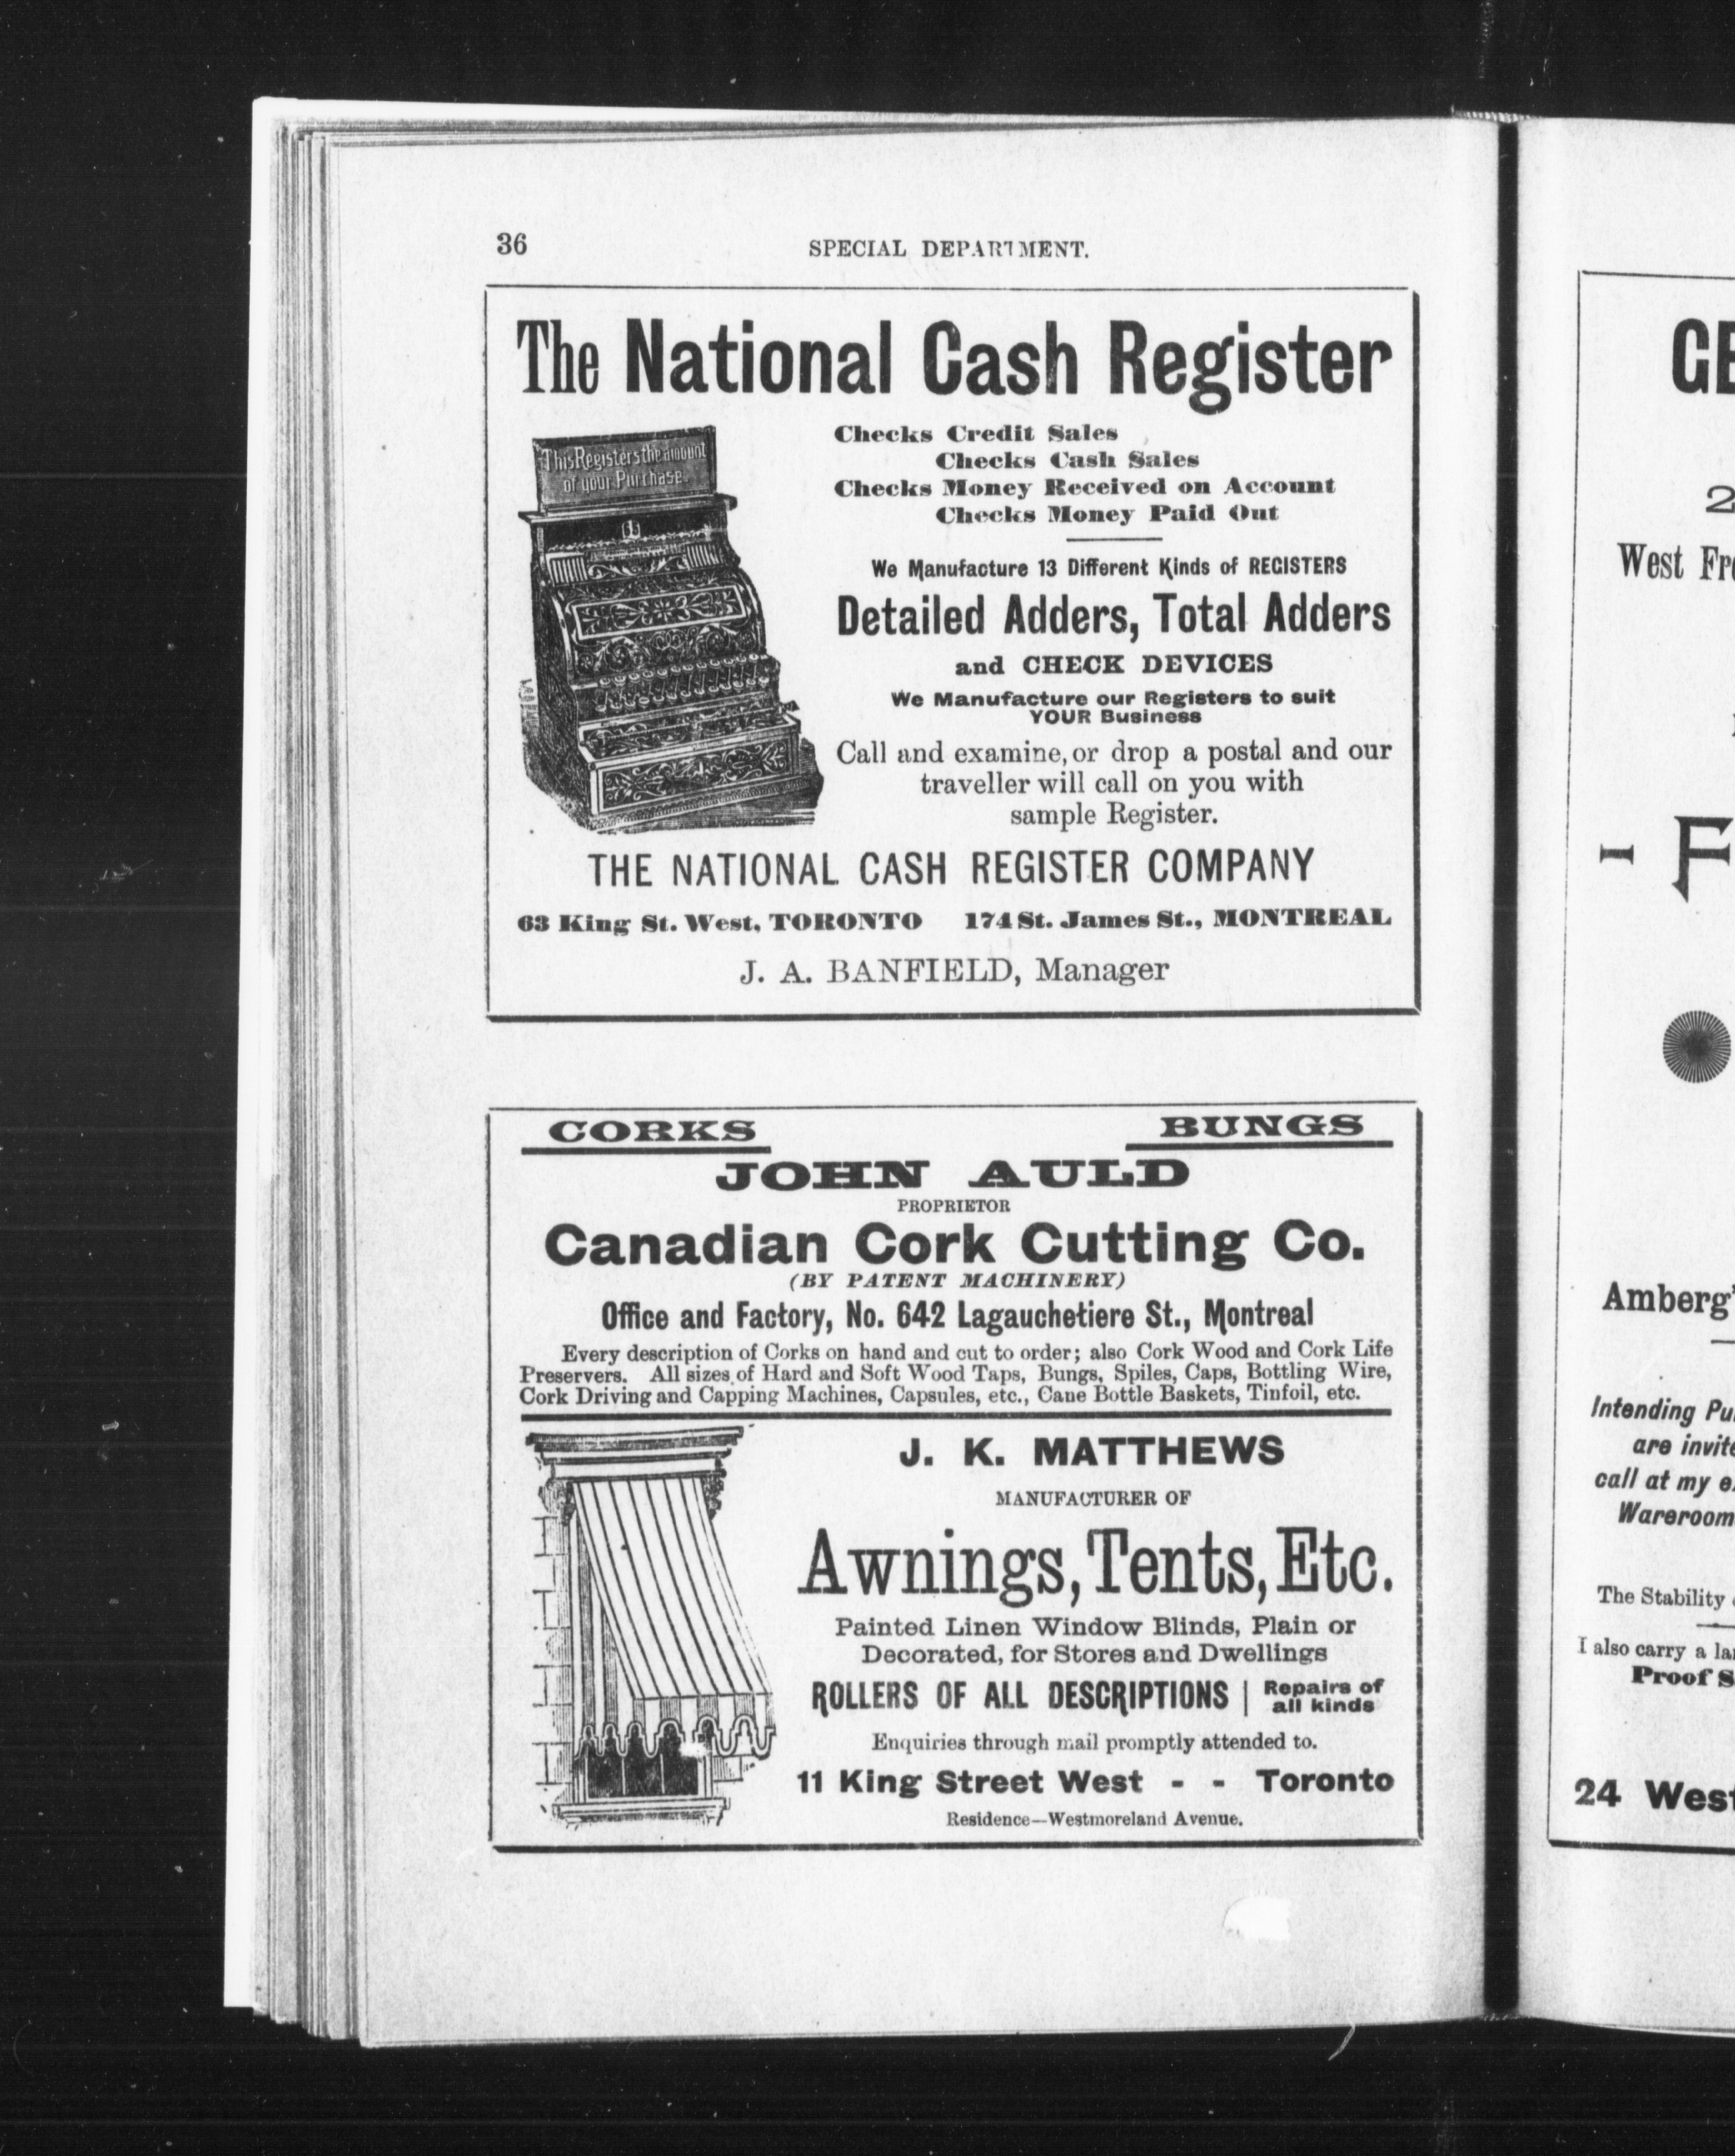 36
SPECIAL DEPARTMENT.
The National Cash Register
This Registers the amount
of your Purchase.
Checks Credit Sales
Checks Cash Sales
Checks Money Received on Account
Checks Money Paid Out
We Manufacture 13 Different Kinds of REGISTERS
Detailed Adders, Total Adders
and CHECK DEVICES
We Manufacture our Registers to suit
YOUR Business
Call and examine, or drop a postal and our
traveller will call on you with
sample Register.
THE NATIONAL CASH REGISTER COMPANY
63 King St. West, TORONTO 174 St. James St., MONTREAL
J. A. BANFIELD, Manager
CORKS BUNGS
JOHN AULD
PROPRIETOR
Canadian Cork Cutting Co.
(BY PATENT MACHINERY)
Office and Factory, No. 642 Lagauchetiere St., Montreal
Every description of Corks on hand and cut to order; also Cork Wood and Cork Life
Preservers. All sizes of Hard and Soft Wood Taps, Bungs, Spiles, Caps, Bottling Wire,
Cork Driving and Capping Machines, Capsules, etc., Cane Bottle Baskets, Tinfoil, etc.
J. K. MATTHEWS
MANUFACTURER OF
Awnings, Tents, Etc.
Painted Linen Window Blinds, Plain or
Decorated, for Stores and Dwellings
ROLLERS OF ALL DESCRIPTIONS | Repairs of
all kinds
Enquiries through mail promptly attended to.
11 King Street West - - Toronto
Residence—Westmoreland Avenue.
West
Amberg'
Intending
are
call at my
The Stability
I also carry a
Proof
24